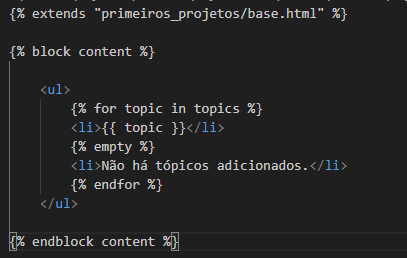 {% extends "primeiros_projetos/base.html" %}
{% block content %}
<ul>
{% for topic in topics %}
<li>{{ topic }}</li>
{% empty %}
<li>Não há tópicos adicionados.</li>
{% endfor %}
</ul>
{% endblock content %}